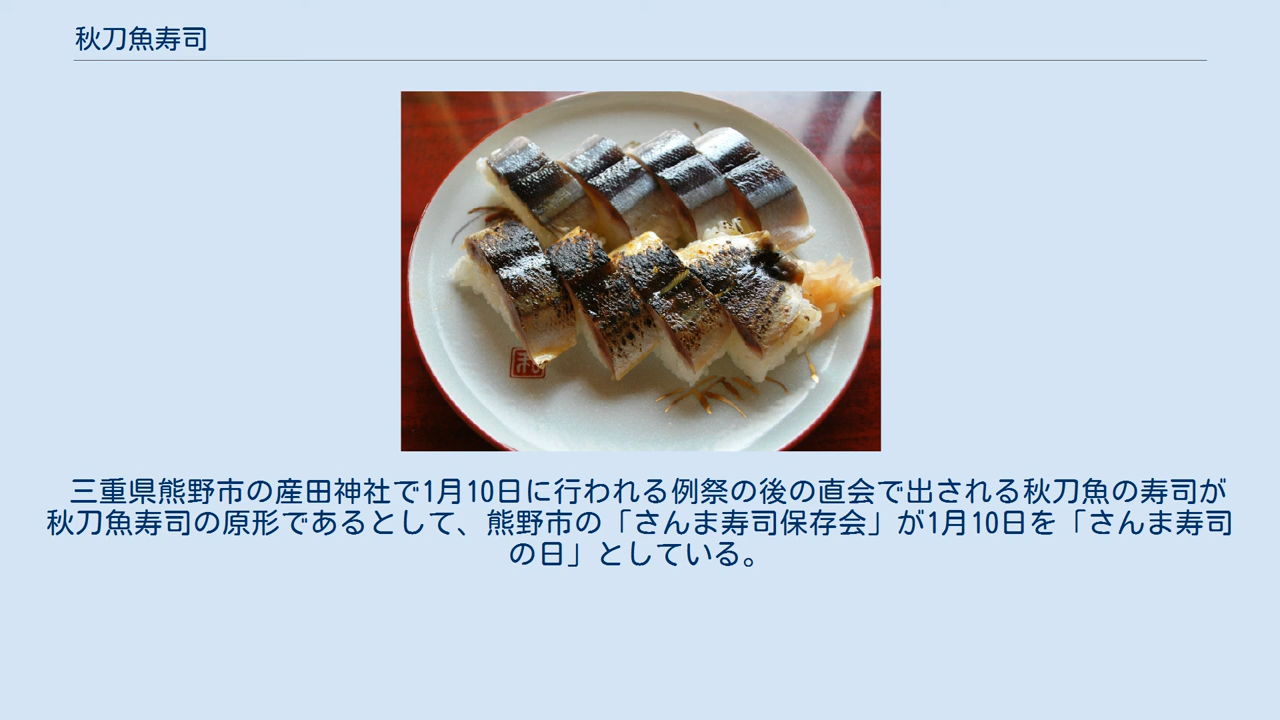 秋刀魚寿司
三重県熊野市の産田神社で1月10日に行われる例祭の後の直会で出される秋刀魚の寿司が
秋刀魚寿司の原形であるとして、熊野市の「さんま寿司保存会」が1月10日を「さんま寿司
の日」としている。